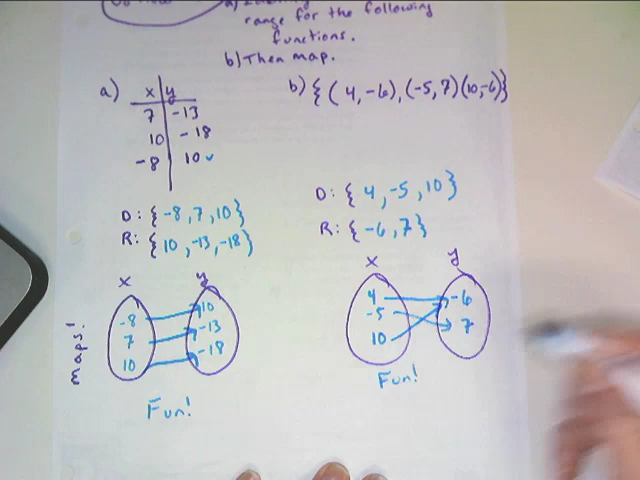 range for the following
functions.
b) Then map.
a)
x y
7 -13
10 -18
-8 10
D: {-8, 7, 10}
R: {10, -13, -18}
b) {(4, -6), (-5, 7)(10, -6)}
D: {4, -5, 10}
R: {-6, 7}
maps!
x y
-8 10
7 -13
10 -18
Fun!
x y
4 -6
-5 7
10
Fun!